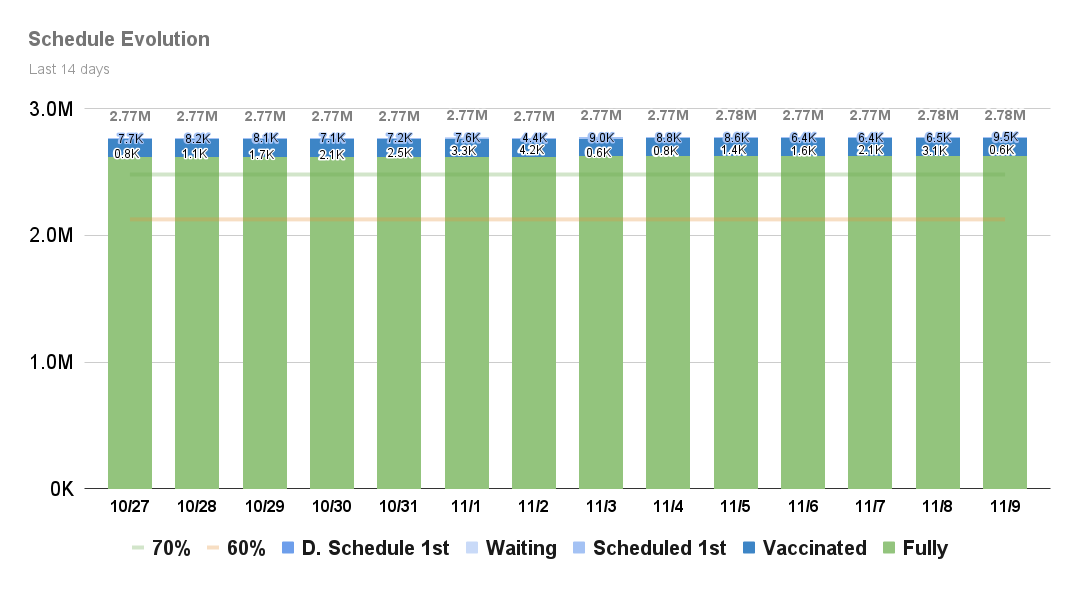 Schedule Evolution
Last 14 days
3.0M
2.77M 2.77M 2.77M 2.77M 2.77M 2.77M 2.77M 2.77M 2.77M 2.78M 2.77M 2.77M 2.78M 2.78M
7.7K 8.2K 8.1K 7.1K 7.2K 7.6K 4.4K 9.0K 8.8K 8.6K 6.4K 6.4K 6.5K 9.5K
0.8K 1.1K 1.7K 2.1K 2.5K 3.3K 4.2K 0.6K 0.8K 1.4K 1.6K 2.1K 3.1K 0.6K
2.0M
1.0M
0K
10/27 10/28 10/29 10/30 10/31 11/1 11/2 11/3 11/4 11/5 11/6 11/7 11/8 11/9
70% 60% D. Schedule 1st Waiting Scheduled 1st Vaccinated Fully